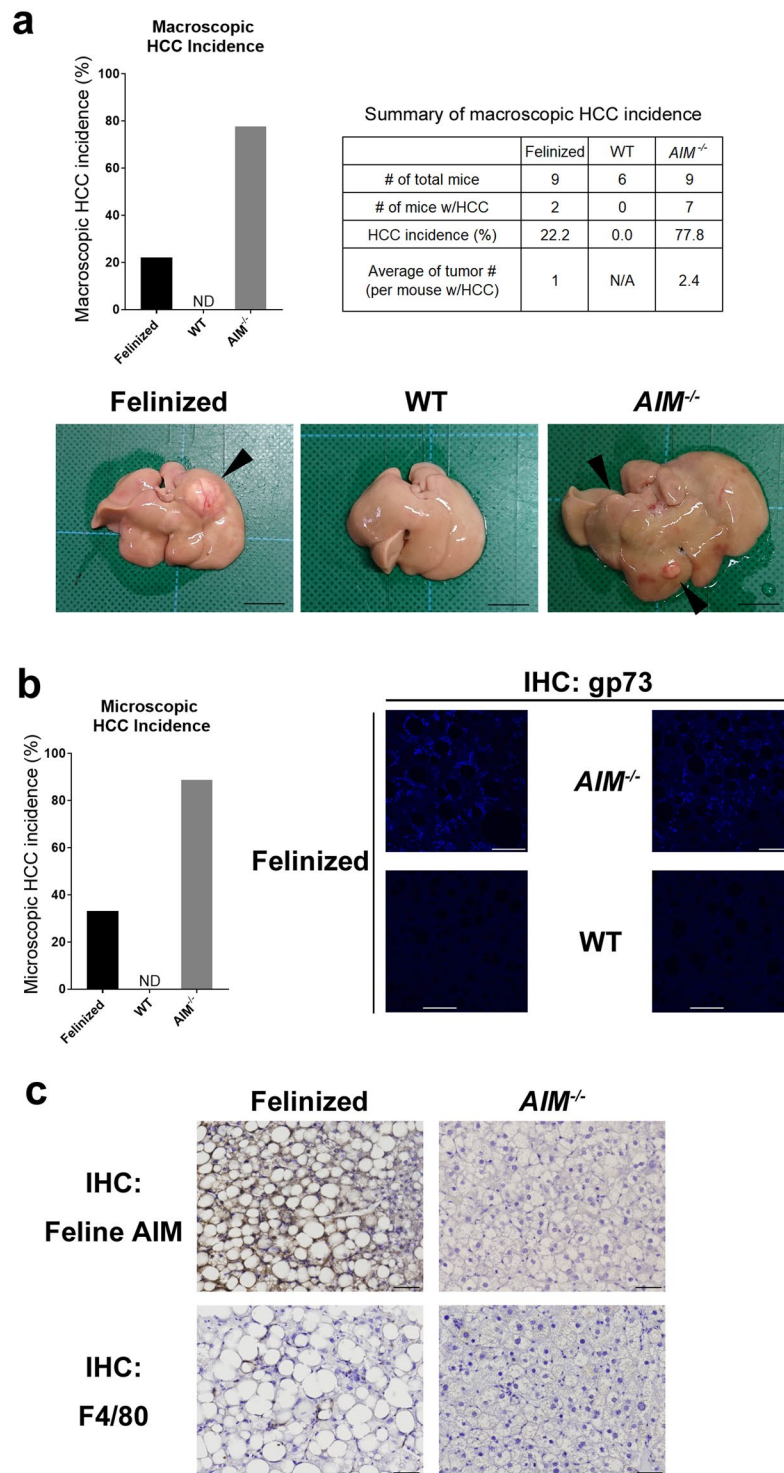 a
Macroscopic
HCC Incidence
Macroscopic HCC incidence (%)
100
80
60
40
20
0
ND
Felinized
WT
AIM-/-
Summary of macroscopic HCC incidence
Felinized WT AIM-/-
# of total mice 9 6 9
# of mice w/HCC 2 0 7
HCC incidence (%) 22.2 0.0 77.8
Average of tumor #
(per mouse w/HCC) 1 N/A 2.4
Felinized WT AIM-/-
b
Microscopic
HCC Incidence
Microscopic HCC incidence (%)
100
80
60
40
20
0
ND
Felinized
WT
AIM-/-
IHC: gp73
Felinized
AIM-/-
WT
c
Felinized AIM-/-
IHC:
Feline AIM
IHC:
F4/80